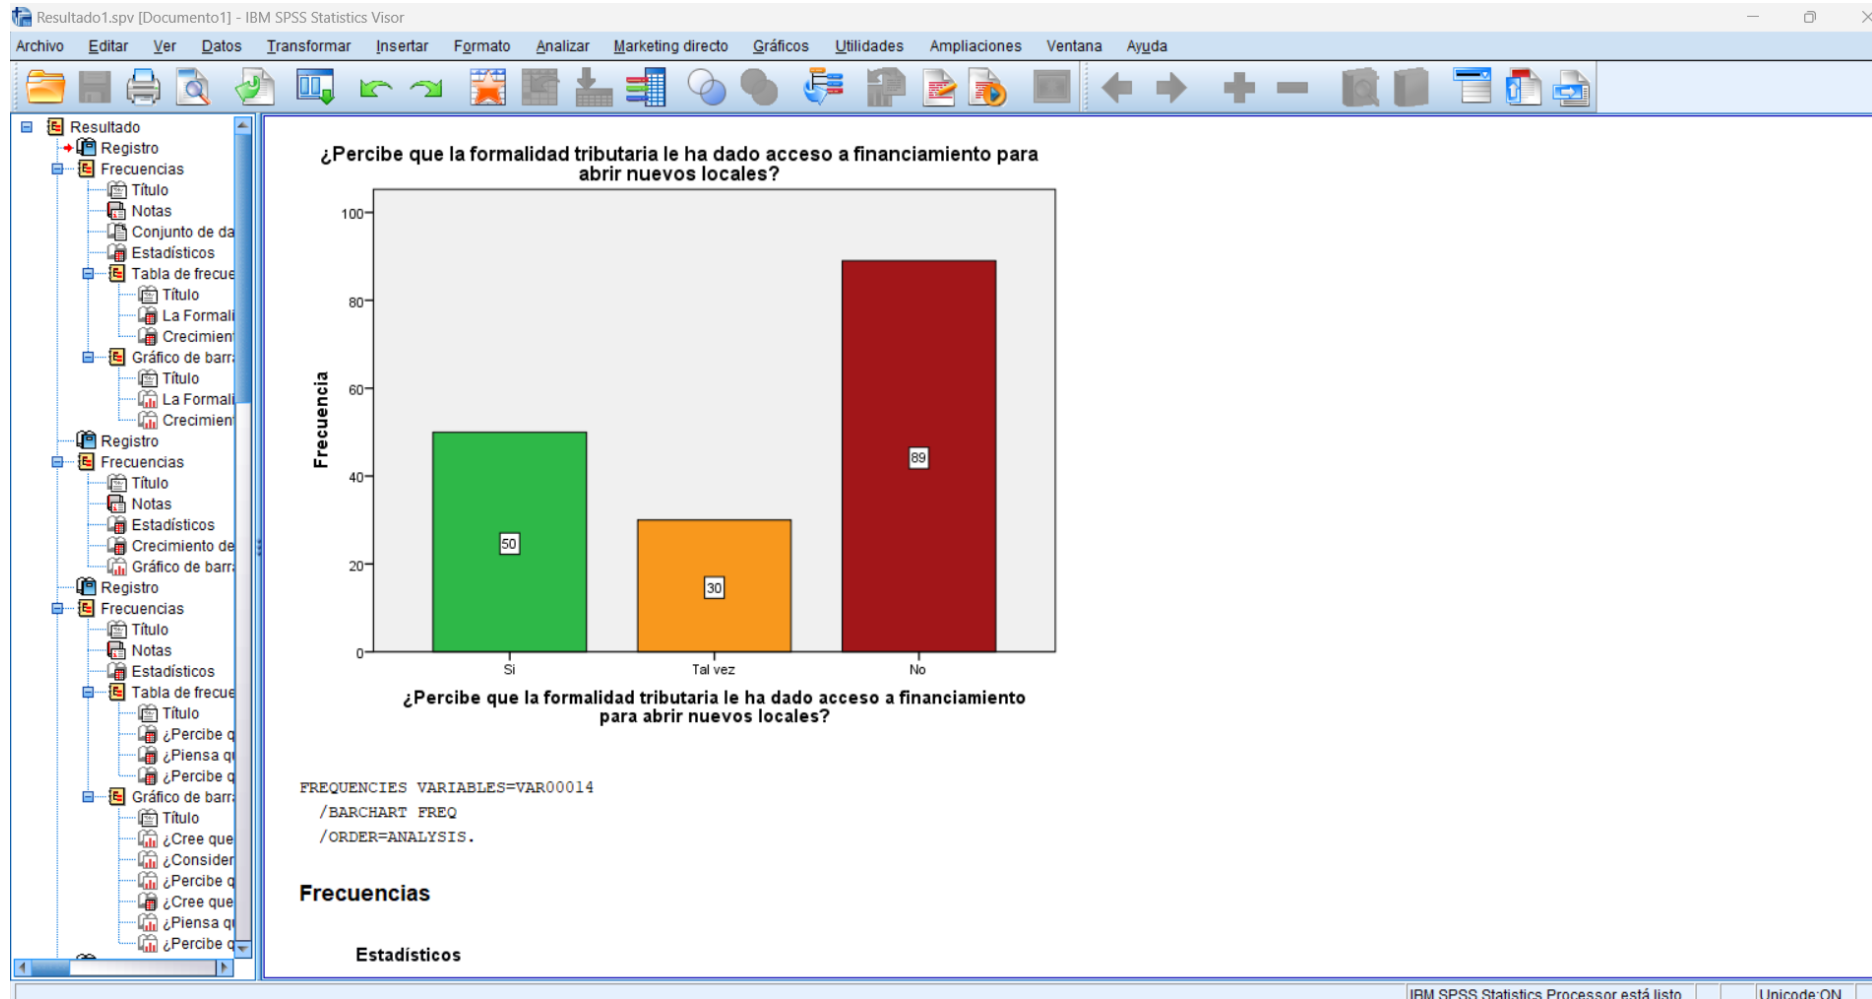 Resultado1.spv [Documento1] - IBM SPSS Statistics Visor
Archivo Editar Ver Datos Transformar Insertar Formato Analizar Marketing directo Gráficos Utilidades Ampliaciones Ventana Ayuda
Resultado
Registro
Frecuencias
Título
Notas
Conjunto de da
Estadísticos
Tabla de frecue
Título
La Formali
Crecimien
Gráfico de barr
Título
La Formali
Crecimien
Registro
Frecuencias
Título
Notas
Estadísticos
Crecimiento de
Gráfico de barr
Registro
Frecuencias
Título
Notas
Estadísticos
Tabla de frecue
Título
¿Percibe q
¿Piensa q
¿Percibe q
Gráfico de barr
Título
¿Cree que
¿Consider
¿Percibe q
¿Cree que
¿Piensa q
¿Percibe q
¿Percibe que la formalidad tributaria le ha dado acceso a financiamiento para
abrir nuevos locales?
Frecuencia
100
80
60
40
20
0
50
30
89
Si Tal vez No
¿Percibe que la formalidad tributaria le ha dado acceso a financiamiento
para abrir nuevos locales?
FREQUENCIES VARIABLES=VAR00014
/BARCHART FREQ
/ORDER=ANALYSIS.
Frecuencias
Estadísticos
IBM SPSS Statistics Processor está listo
Unicode:ON